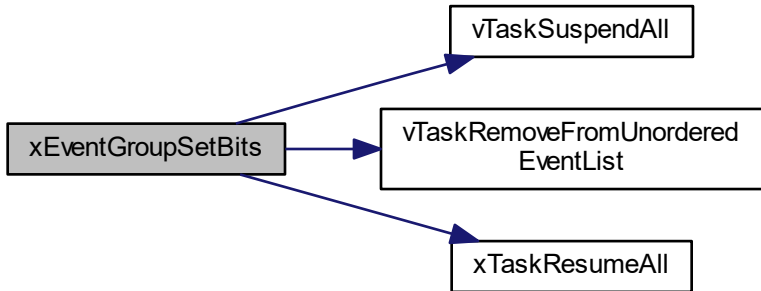 vTaskSuspendAll
xEventGroupSetBits
vTaskRemoveFromUnordered
EventList
xTaskResumeAll